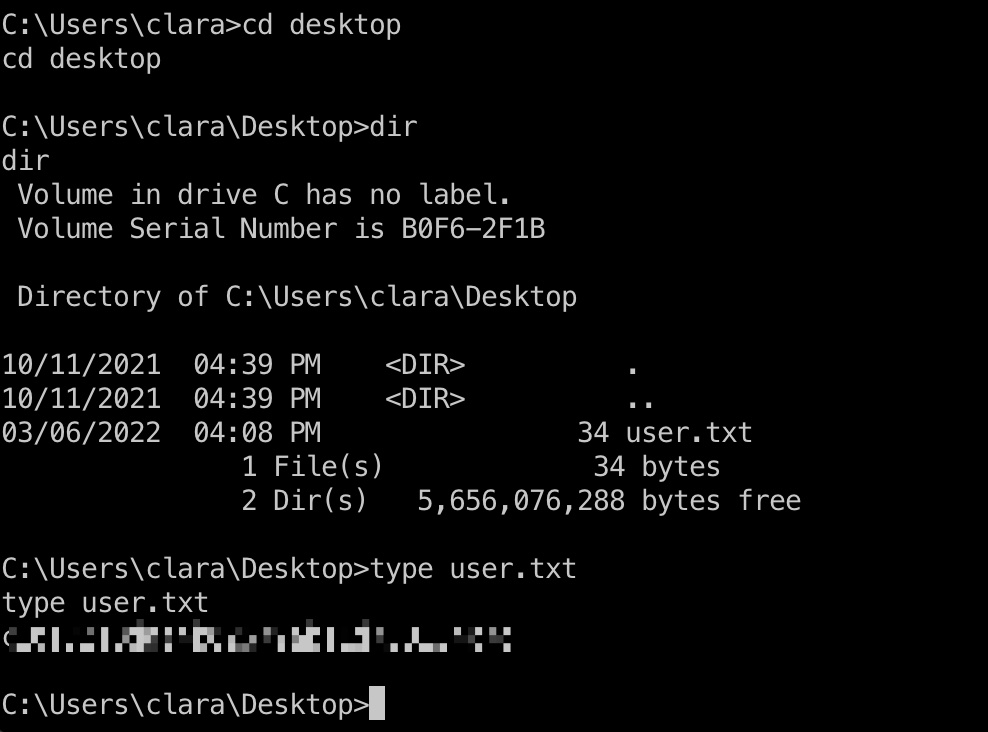 C:\Users\clara>cd desktop
cd desktop
C:\Users\clara\Desktop>dir
dir
 Volume in drive C has no label.
 Volume Serial Number is B0F6-2F1B
 Directory of C:\Users\clara\Desktop
10/11/2021  04:39 PM    <DIR>          .
10/11/2021  04:39 PM    <DIR>          ..
03/06/2022  04:08 PM                34 user.txt
               1 File(s)             34 bytes
               2 Dir(s)   5,656,076,288 bytes free
C:\Users\clara\Desktop>type user.txt
type user.txt
C:\Users\clara\Desktop>